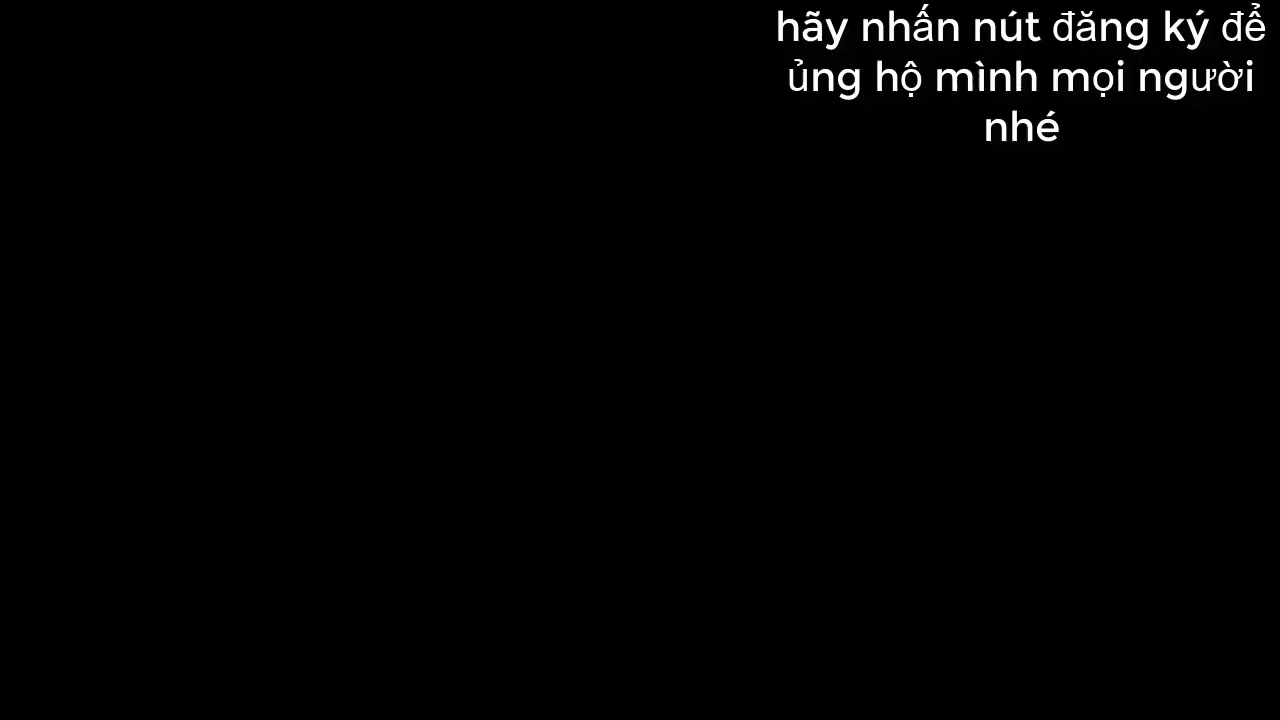 hãy nhấn nút đăng ký để
ủng hộ mình mọi người
nhé